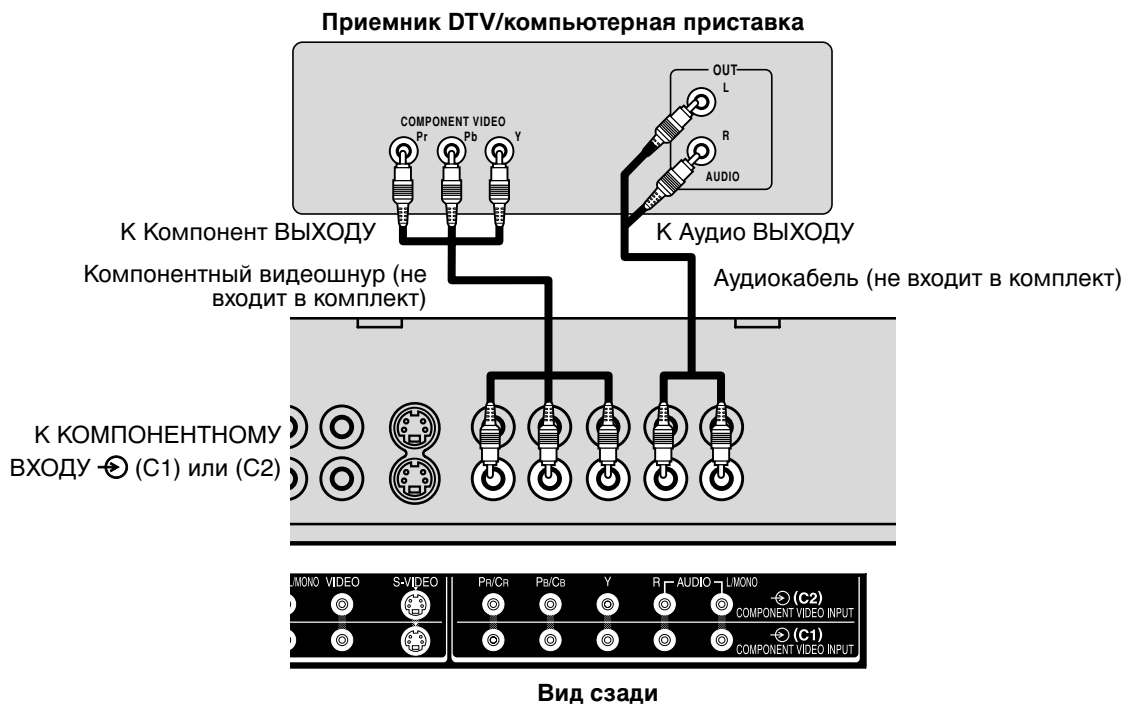 Приемник DTV/компьютерная приставка
OUT
L
COMPONENT VIDEO
Pr Pb Y
R
AUDIO
К Компонент ВЫХОДУ
К Аудио ВЫХОДУ
Компонентный видеошнур (не
входит в комплект)
Аудиокабель (не входит в комплект)
К КОМПОНЕНТНОМУ
ВХОДУ (C1) или (C2)
L/MONO VIDEO S-VIDEO PR/CR PB/CB Y R AUDIO L/MONO
(C2)
COMPONENT VIDEO INPUT
(C1)
COMPONENT VIDEO INPUT
Вид сзади